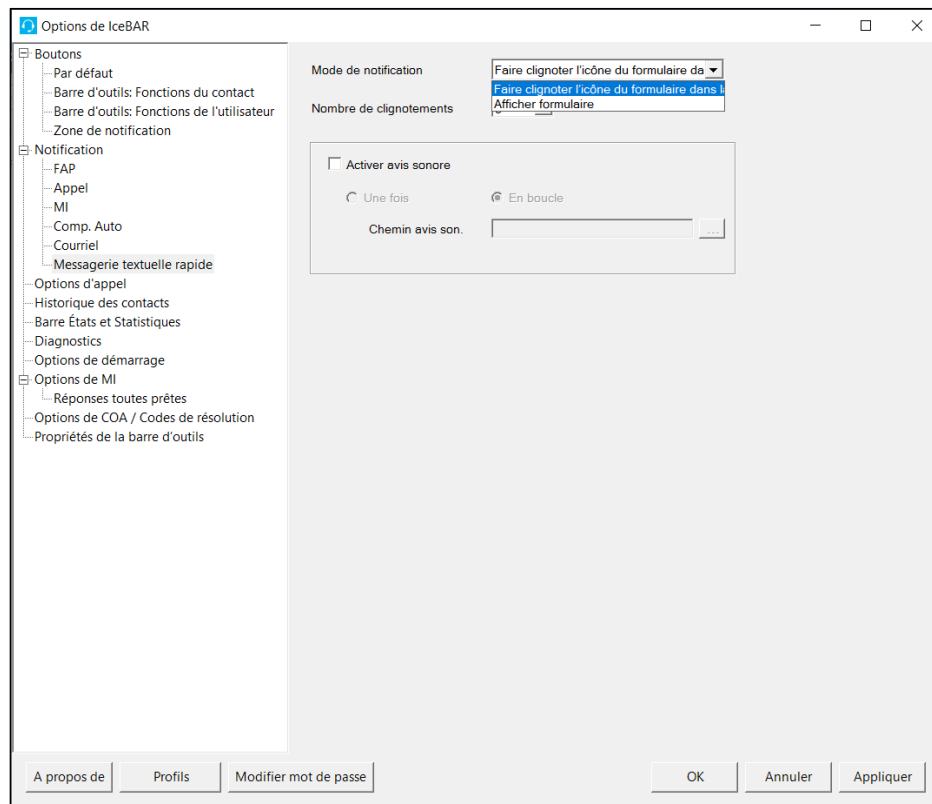 Options de IceBAR
Boutons
Par défaut
Barre d'outils: Fonctions du contact
Barre d'outils: Fonctions de l'utilisateur
Zone de notification
Notification
FAP
Appel
MI
Comp. Auto
Courriel
Messagerie textuelle rapide
Options d'appel
Historique des contacts
Barre États et Statistiques
Diagnostics
Options de démarrage
Options de MI
Réponses toutes prêtes
Options de COA / Codes de résolution
Propriétés de la barre d'outils
Mode de notification
Faire clignoter l'icône du formulaire da
Faire clignoter l'icône du formulaire dans
Afficher formulaire
Nombre de clignotements
Activer avis sonore
Une fois
En boucle
Chemin avis son.
...
A propos de
Profils
Modifier mot de passe
OK
Annuler
Appliquer